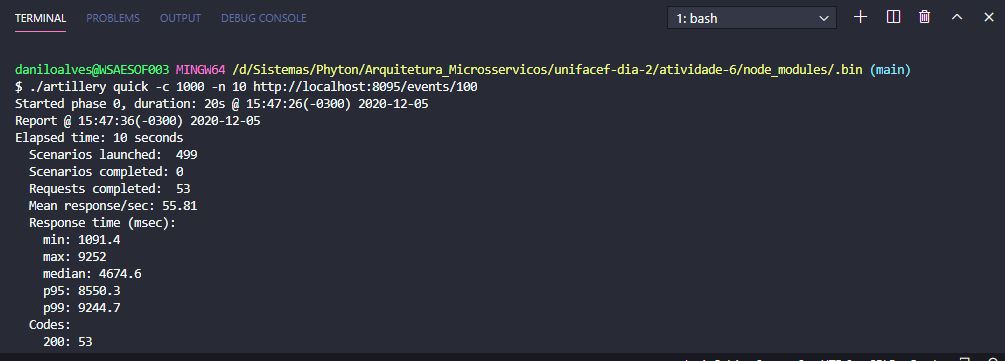 TERMINAL PROBLEMS OUTPUT DEBUG CONSOLE 1: bash
daniloalves@WSAESOF003 MINGW64 /d/Sistemas/Phyton/Arquitetura_Microsservicos/unifacef-dia-2/atividade-6/node_modules/.bin (main)
$ ./artillery quick -c 1000 -n 10 http://localhost:8095/events/100
Started phase 0, duration: 20s @ 15:47:26(-0300) 2020-12-05
Report @ 15:47:36(-0300) 2020-12-05
Elapsed time: 10 seconds
  Scenarios launched:  499
  Scenarios completed: 0
  Requests completed:  53
  Mean response/sec: 55.81
  Response time (msec):
    min: 1091.4
    max: 9252
    median: 4674.6
    p95: 8550.3
    p99: 9244.7
  Codes:
    200: 53